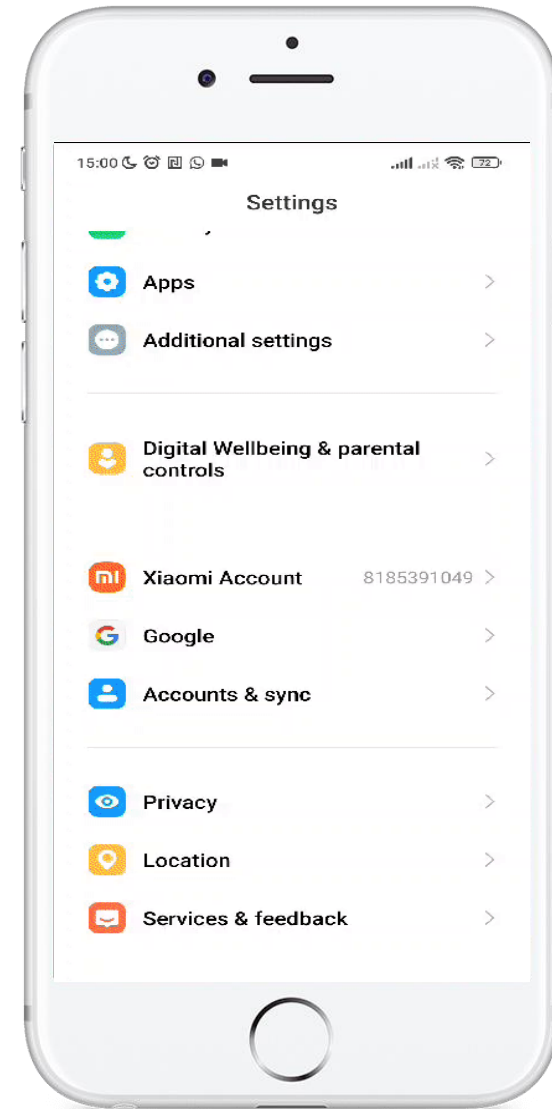 15:00
72
Settings
Apps
Additional settings
Digital Wellbeing & parental
controls
Xiaomi Account 8185391049
Google
Accounts & sync
Privacy
Location
Services & feedback